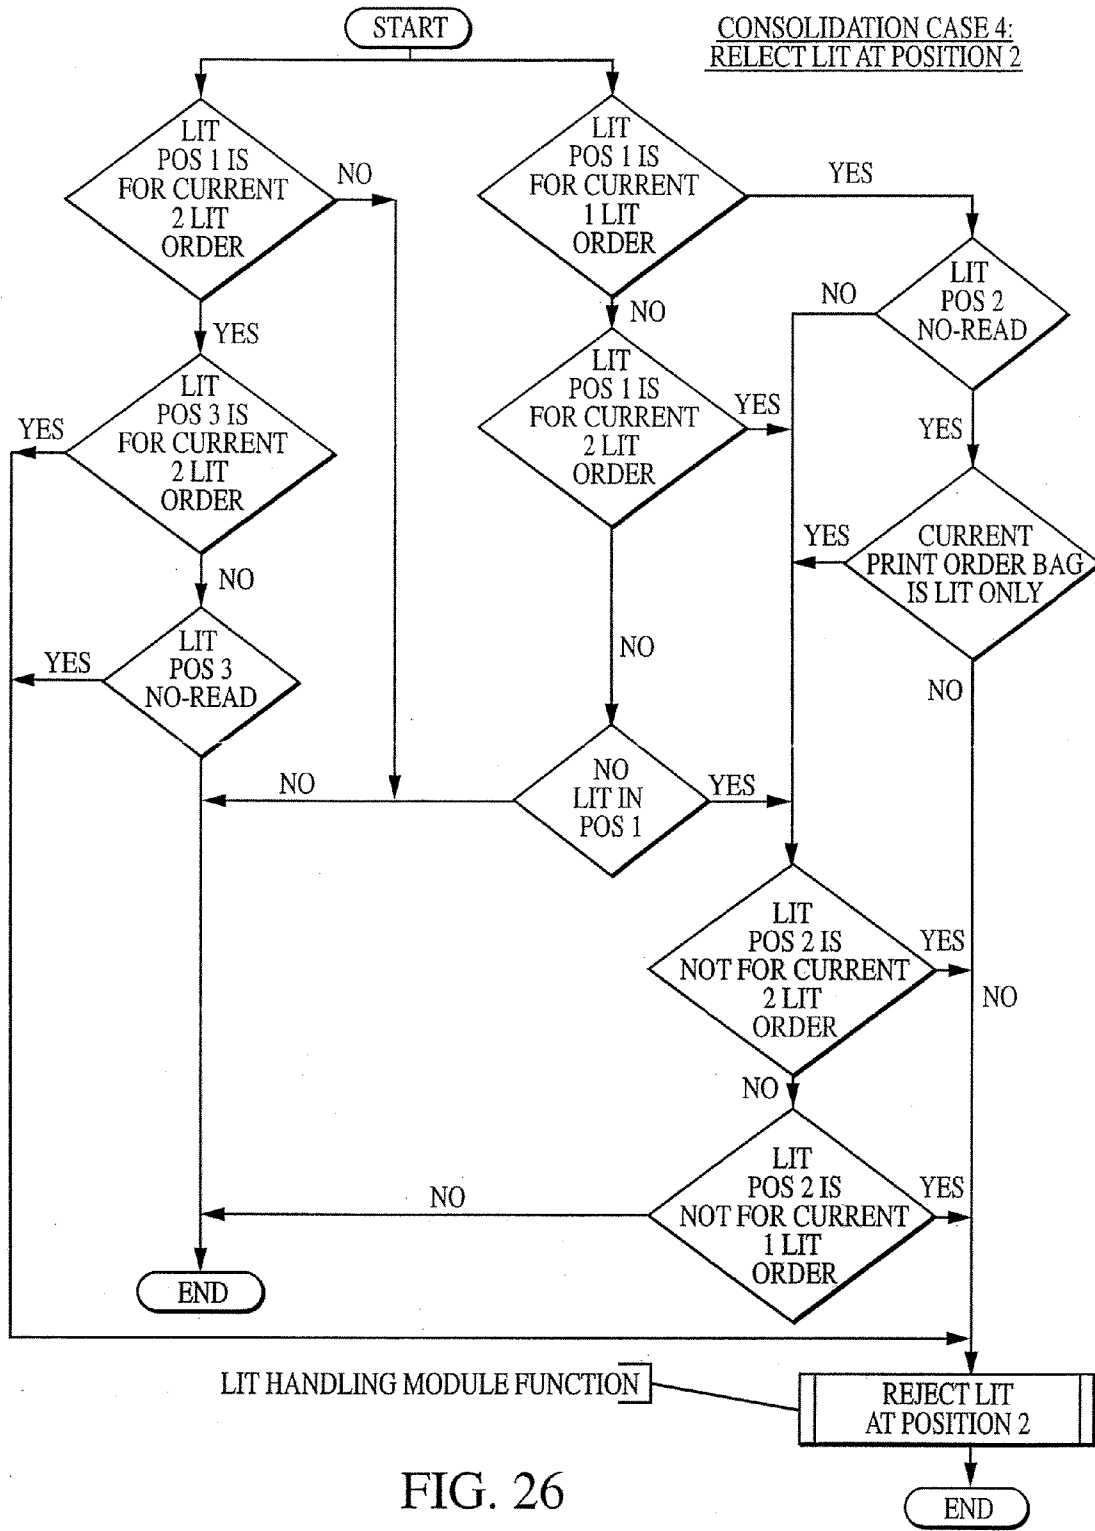 START
CONSOLIDATION CASE 4:
RELECT LIT AT POSITION 2
LIT
POS 1 IS
FOR CURRENT
2 LIT
ORDER
NO
LIT
POS 1 IS
FOR CURRENT
1 LIT
ORDER
YES
LIT
POS 2
NO-READ
NO
YES
NO
YES
LIT
POS 3 IS
FOR CURRENT
2 LIT
ORDER
YES
LIT
POS 1 IS
FOR CURRENT
2 LIT
ORDER
YES
CURRENT
PRINT ORDER BAG
IS LIT ONLY
YES
NO
NO
NO
LIT
POS 3
NO-READ
YES
NO
LIT IN
POS 1
NO
YES
LIT
POS 2 IS
NOT FOR CURRENT
2 LIT
ORDER
YES
NO
NO
LIT
POS 2 IS
NOT FOR CURRENT
1 LIT
ORDER
NO
YES
END
LIT HANDLING MODULE FUNCTION
REJECT LIT
AT POSITION 2
END
FIG. 26